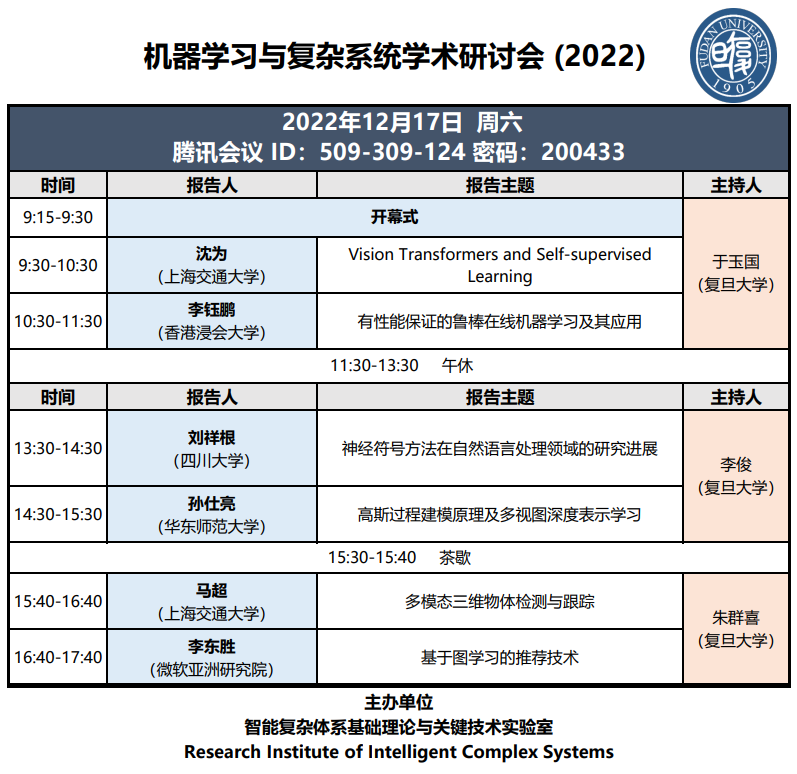 机器学习与复杂系统学术研讨会 (2022)
FUDAN UNIVERSITY
1905
2022年12月17日 周六
腾讯会议 ID：509-309-124 密码：200433
时间 报告人 报告主题 主持人
9:15-9:30 开幕式
9:30-10:30 沈为 (上海交通大学) Vision Transformers and Self-supervised
Learning
于玉国
(复旦大学)
10:30-11:30 李钰鹏 (香港浸会大学) 有性能保证的鲁棒在线机器学习及其应用
11:30-13:30 午休
时间 报告人 报告主题 主持人
13:30-14:30 刘祥根 (四川大学) 神经符号方法在自然语言处理领域的研究进展
李俊
(复旦大学)
14:30-15:30 孙仕亮 (华东师范大学) 高斯过程建模原理及多视图深度表示学习
15:30-15:40 茶歇
15:40-16:40 马超 (上海交通大学) 多模态三维物体检测与跟踪
朱群喜
(复旦大学)
16:40-17:40 李东胜 (微软亚洲研究院) 基于图学习的推荐技术
主办单位
智能复杂体系基础理论与关键技术实验室
Research Institute of Intelligent Complex Systems